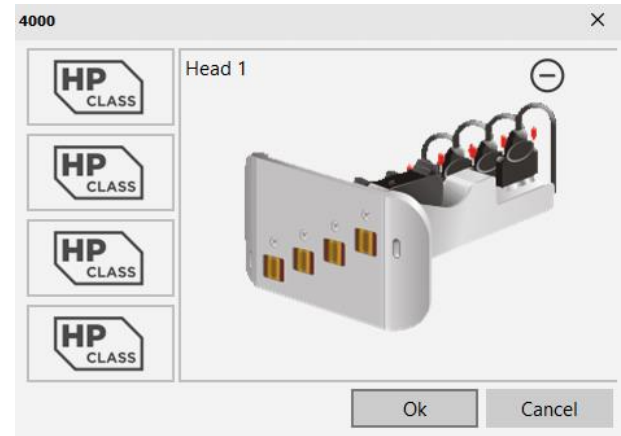 4000
HP
CLASS
Head 1
HP
CLASS
HP
CLASS
HP
CLASS
Ok
Cancel